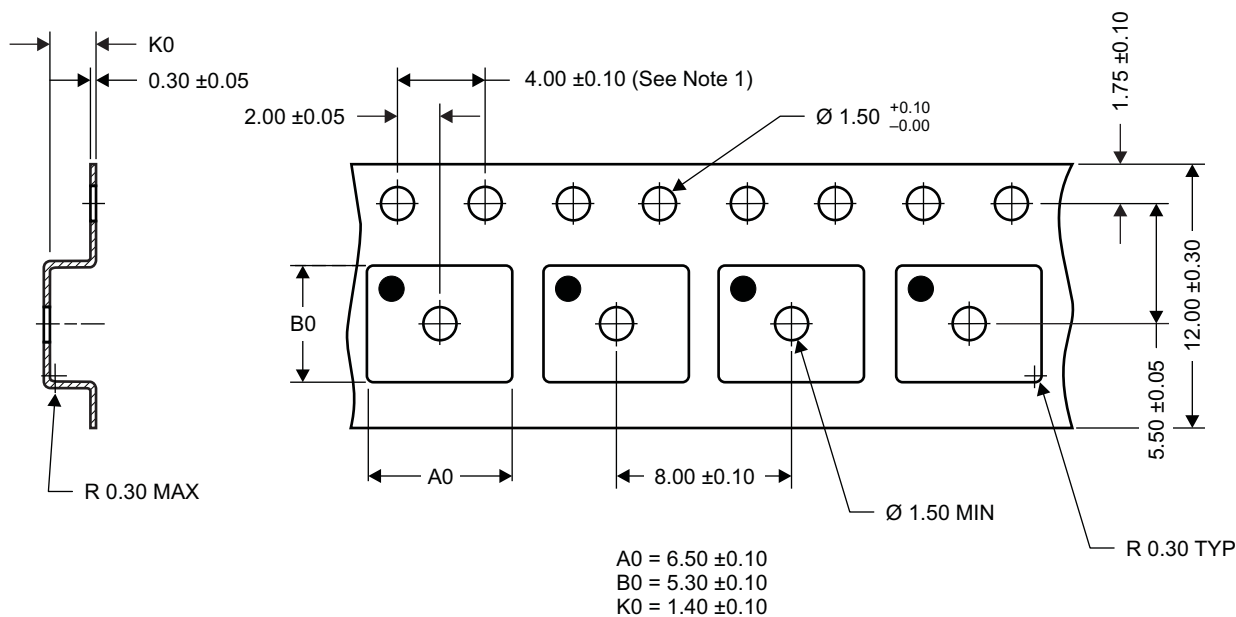 K0
0.30 ±0.05
4.00 ±0.10 (See Note 1)
2.00 ±0.05
Ø 1.50 +0.10 –0.00
1.75 ±0.10
B0
12.00 ±0.30
5.50 ±0.05
A0
8.00 ±0.10
R 0.30 MAX
Ø 1.50 MIN
R 0.30 TYP
A0 = 6.50 ±0.10
B0 = 5.30 ±0.10
K0 = 1.40 ±0.10